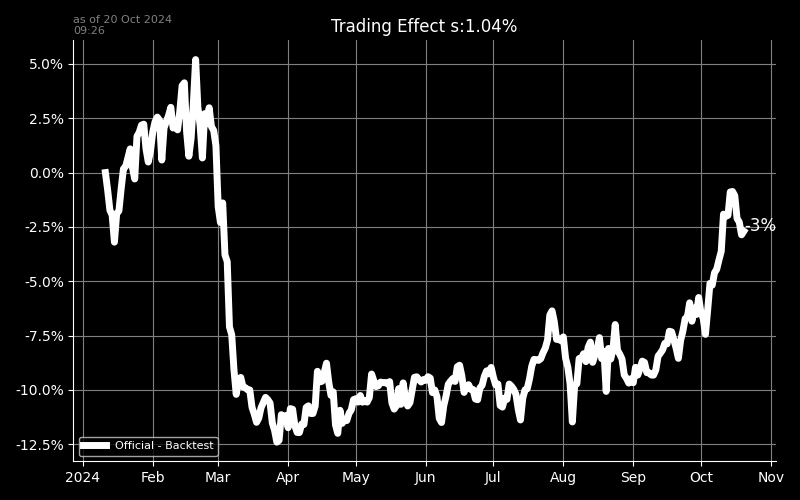 as of 20 Oct 2024
09:26
Trading Effect s:1.04%
5.0%
2.5%
0.0%
-2.5%
-5.0%
-7.5%
-10.0%
-12.5%
-3%
Official - Backtest
2024 Feb Mar Apr May Jun Jul Aug Sep Oct Nov